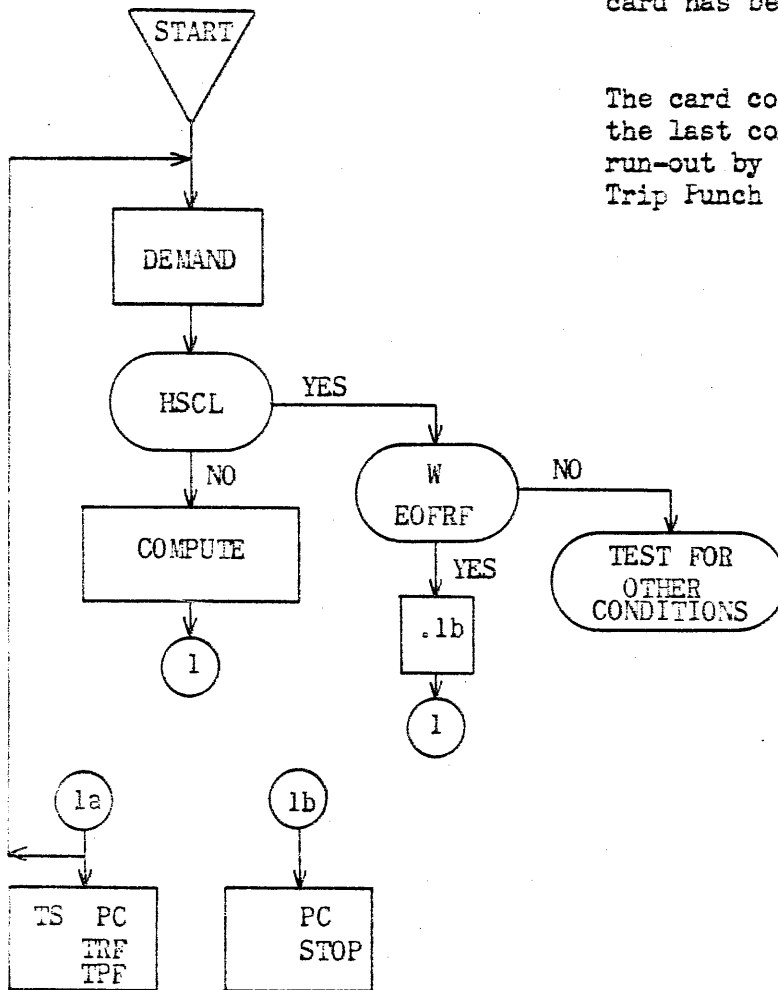 card has be
START
The card co
the last co
run-out by
Trip Punch
DEMAND
HSCL
YES
NO
W
EOFRF
NO
COMPUTE
YES
TEST FOR
OTHER
CONDITIONS
.1b
1
1
1a
1b
TS PC
TRF
TPF
PC
STOP